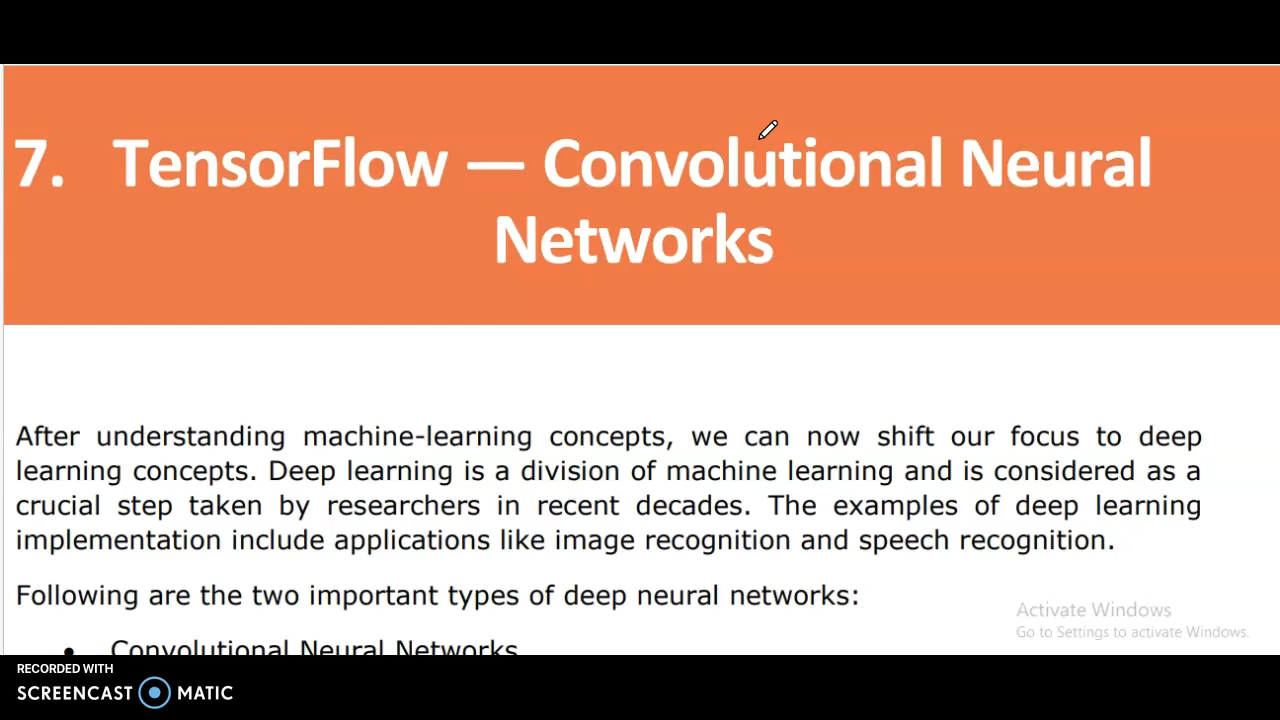 7. TensorFlow — Convolutional Neural
Networks
After understanding machine-learning concepts, we can now shift our focus to deep
learning concepts. Deep learning is a division of machine learning and is considered as a
crucial step taken by researchers in recent decades. The examples of deep learning
implementation include applications like image recognition and speech recognition.
Following are the two important types of deep neural networks:
• Convolutional Neural Networks
Activate Windows
Go to Settings to activate Windows.
RECORDED WITH
SCREENCAST MATIC